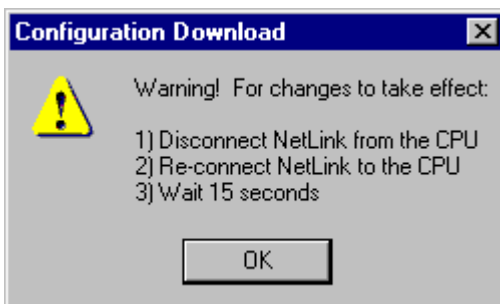 Configuration Download
Warning!  For changes to take effect:
1) Disconnect NetLink from the CPU
2) Re-connect NetLink to the CPU
3) Wait 15 seconds
OK